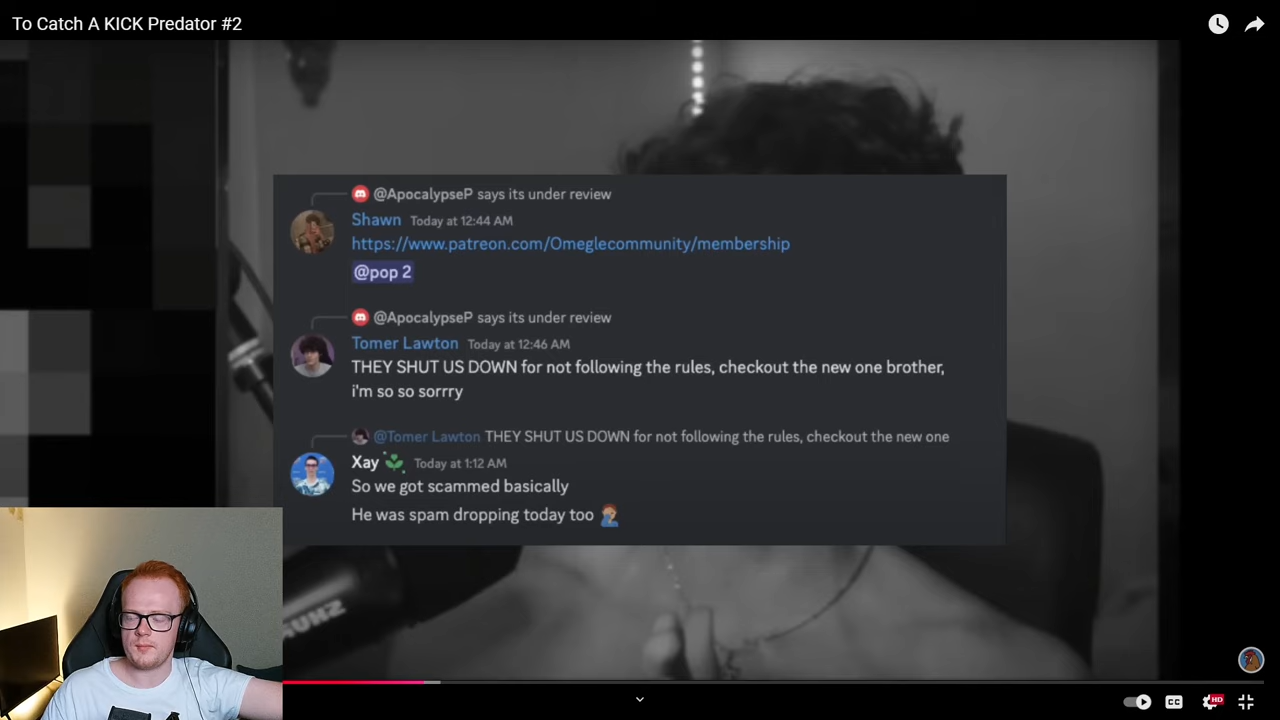 To Catch A KICK Predator #2
@ApocalypseP says its under review
Shawn Today at 12:44 AM
https://www.patreon.com/Omeglecommunity/membership
@pop 2
@ApocalypseP says its under review
Tomer Lawton Today at 12:46 AM
THEY SHUT US DOWN for not following the rules, checkout the new one brother,
i'm so so sorrry
@Tomer Lawton THEY SHUT US DOWN for not following the rules, checkout the new one
Xay Today at 1:12 AM
So we got scammed basically
He was spam dropping today too
CC
HD